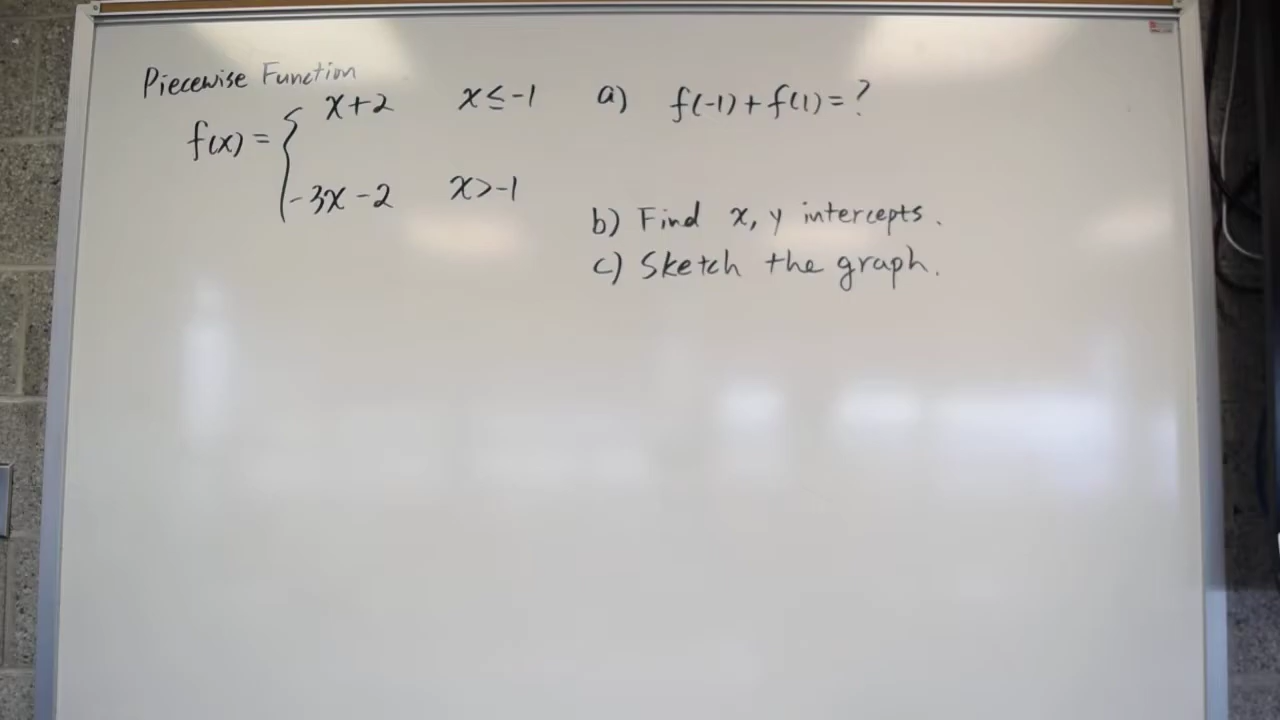 Piecewise Function
f(x) = { x+2 x ≤ -1
-3x - 2 x > -1
a) f(-1) + f(1) = ?
b) Find x, y intercepts.
c) Sketch the graph.